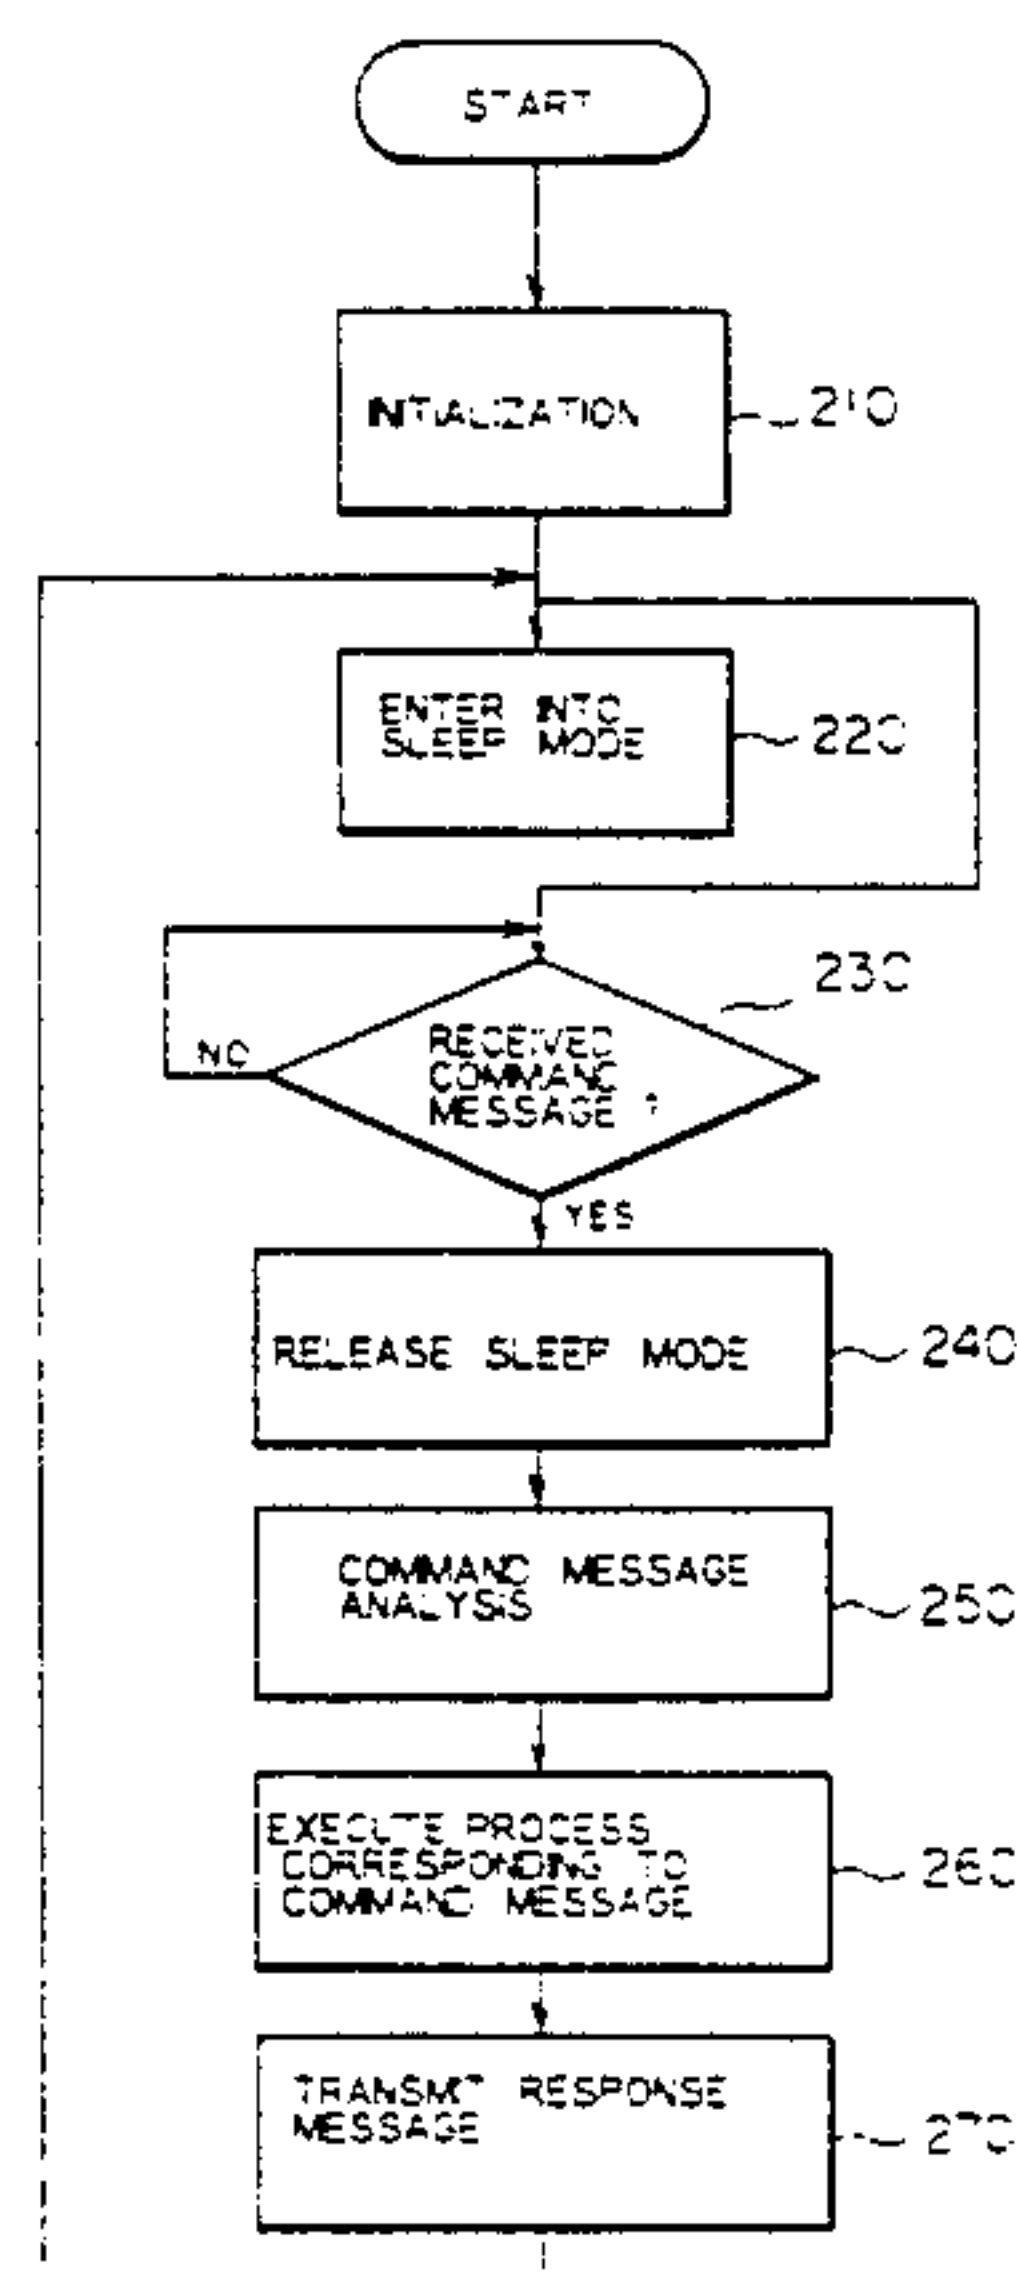 START
INITIALIZATION
210
ENTER INTO
SLEEP MODE
220
230
RECEIVED
COMMAND
MESSAGE ?
NO
YES
RELEASE SLEEP MODE
240
COMMAND MESSAGE
ANALYSIS
250
EXECUTE PROCESS
CORRESPONDING TO
COMMAND MESSAGE
260
TRANSMIT RESPONSE
MESSAGE
270